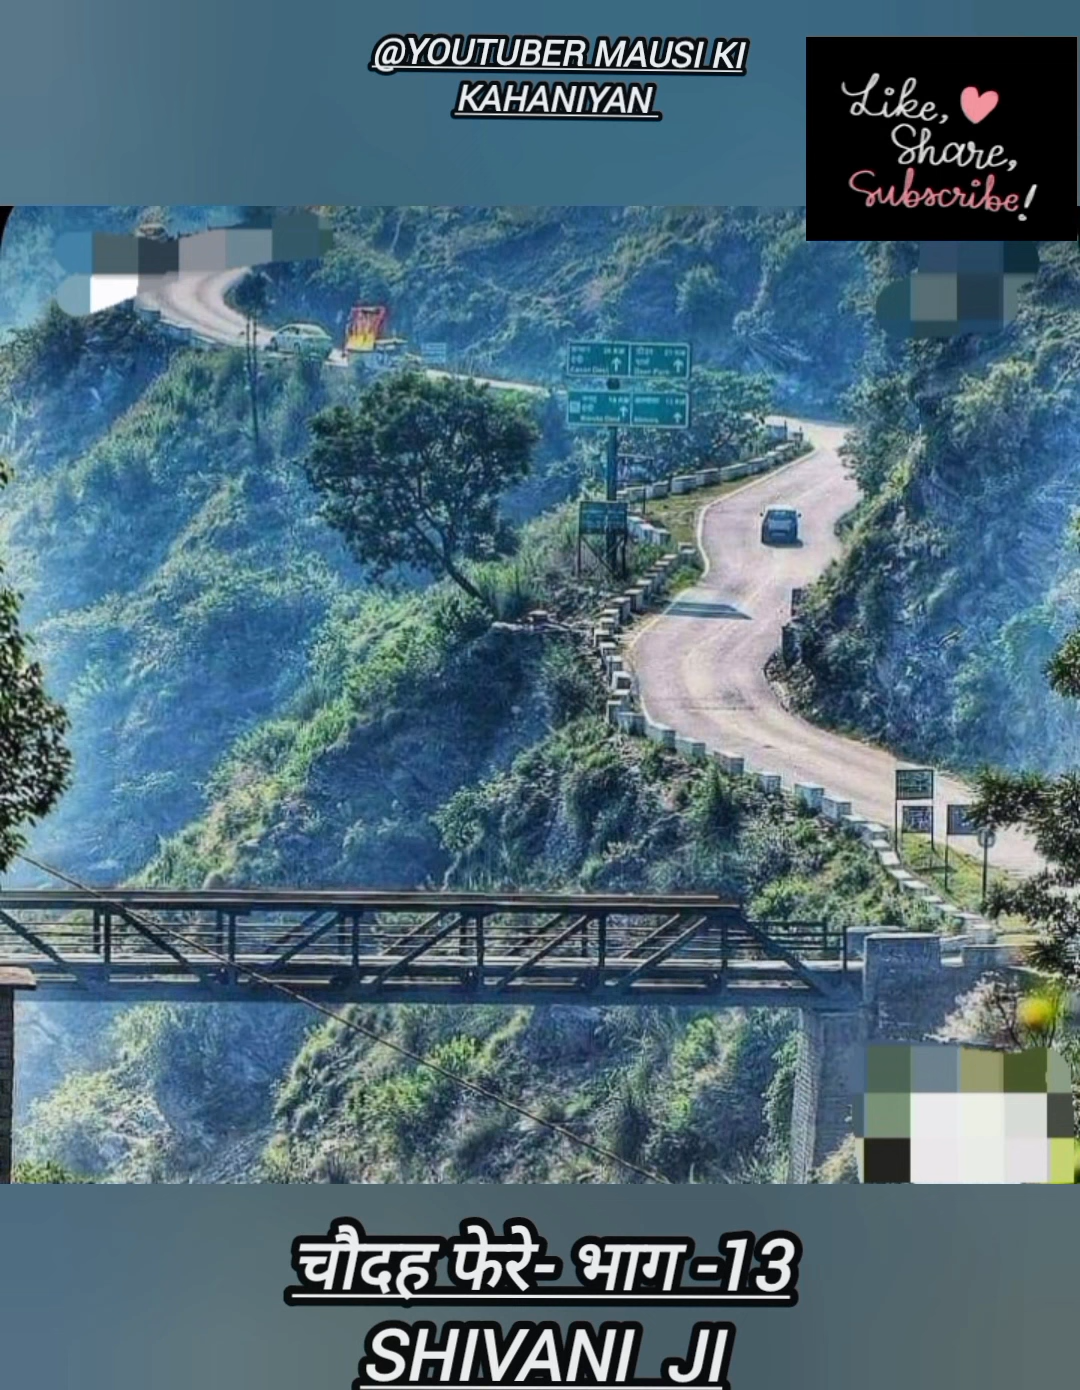 @YOUTUBER MAUSI KI
KAHANIYAN
Like,
Share,
Subscribe!
चौदह फेरे- भाग -13
SHIVANI JI